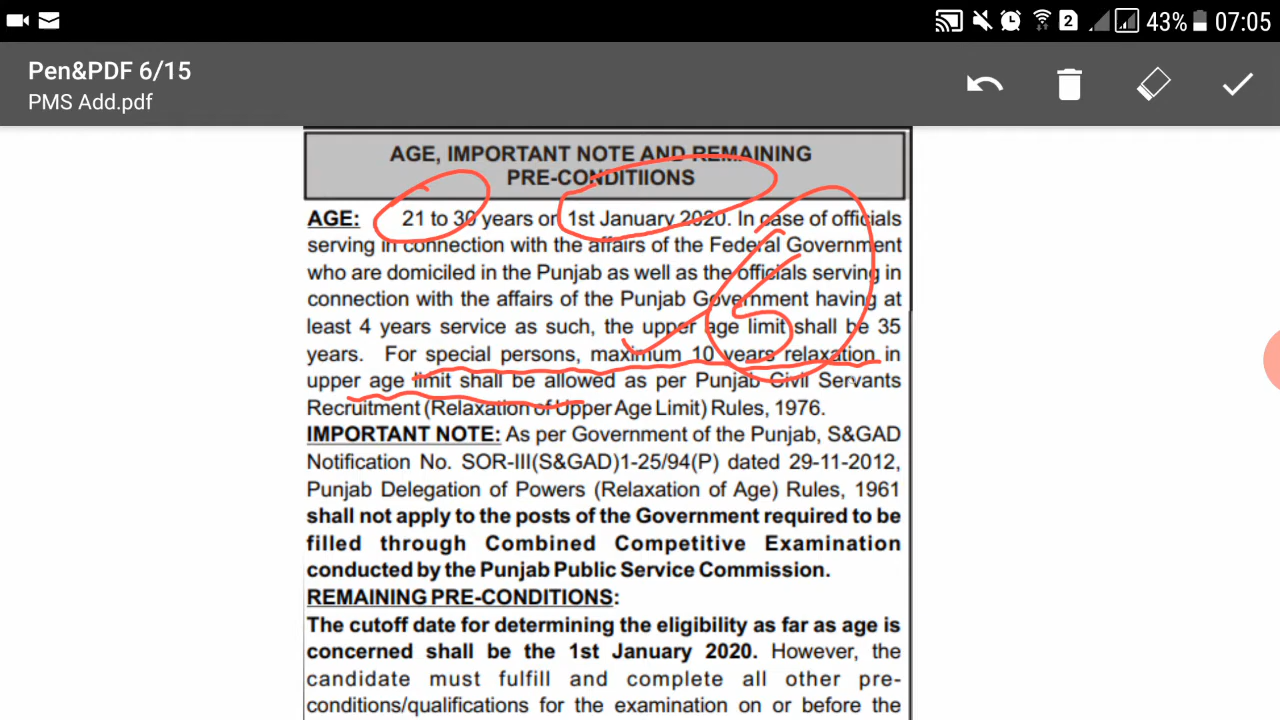 2 43% 07:05
Pen&PDF 6/15
PMS Add.pdf
AGE, IMPORTANT NOTE AND REMAINING
PRE-CONDITIIONS
AGE: 21 to 30 years on 1st January 2020. In case of officials
serving in connection with the affairs of the Federal Government
who are domiciled in the Punjab as well as the officials serving in
connection with the affairs of the Punjab Government having at
least 4 years service as such, the upper age limit shall be 35
years. For special persons, maximum 10 years relaxation in
upper age limit shall be allowed as per Punjab Civil Servants
Recruitment (Relaxation of Upper Age Limit) Rules, 1976.
IMPORTANT NOTE: As per Government of the Punjab, S&GAD
Notification No. SOR-III(S&GAD)1-25/94(P) dated 29-11-2012,
Punjab Delegation of Powers (Relaxation of Age) Rules, 1961
shall not apply to the posts of the Government required to be
filled through Combined Competitive Examination
conducted by the Punjab Public Service Commission.
REMAINING PRE-CONDITIONS:
The cutoff date for determining the eligibility as far as age is
concerned shall be the 1st January 2020. However, the
candidate must fulfill and complete all other pre-
conditions/qualifications for the examination on or before the